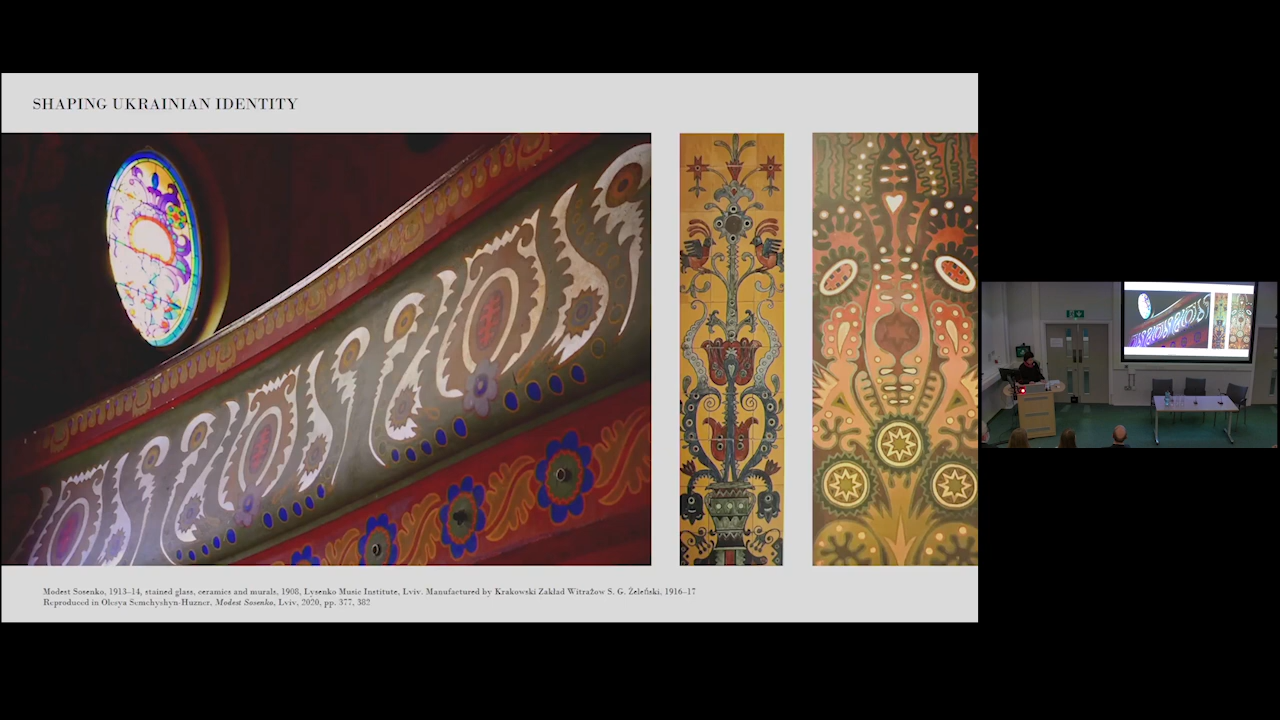 SHAPING UKRAINIAN IDENTITY
Modest Sosenko, 1913–14, stained glass, ceramics and murals, 1908, Lysenko Music Institute, Lviv. Manufactured by Krakowski Zakład Witrażow S. G. Żeleński, 1916–17
Reproduced in Olesya Semchyshyn-Huzner, Modest Sosenko, Lviv, 2020, pp. 377, 382